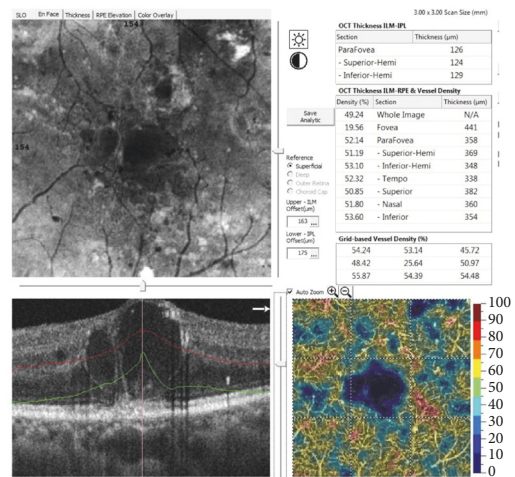 3.00 x 3.00 Scan Size (mm)
SLO En Face Thickness RPE Elevation Color Overlay
154
154
OCT Thickness ILM-IPL
Section Thickness (µm)
ParaFovea 126
- Superior-Hemi 124
- Inferior-Hemi 129
OCT Thickness ILM-RPE & Vessel Density
Density (%) Section Thickness (µm)
49.24 Whole Image N/A
19.56 Fovea 441
52.14 ParaFovea 358
51.19 - Superior-Hemi 369
53.10 - Inferior-Hemi 348
52.32 - Tempo 338
50.85 - Superior 382
51.80 - Nasal 360
53.60 - Inferior 354
Save
Analytic
Reference
Superficial
Deep
Outer Retina
Choroid Cap
Upper - ILM
Offset(µm)
163 ...
Lower - IPL
Offset(µm)
175 ...
Grid-based Vessel Density (%)
54.24 53.14 45.72
48.42 25.64 50.97
55.87 54.39 54.48
Auto Zoom
100
90
80
70
60
50
40
30
20
10
0